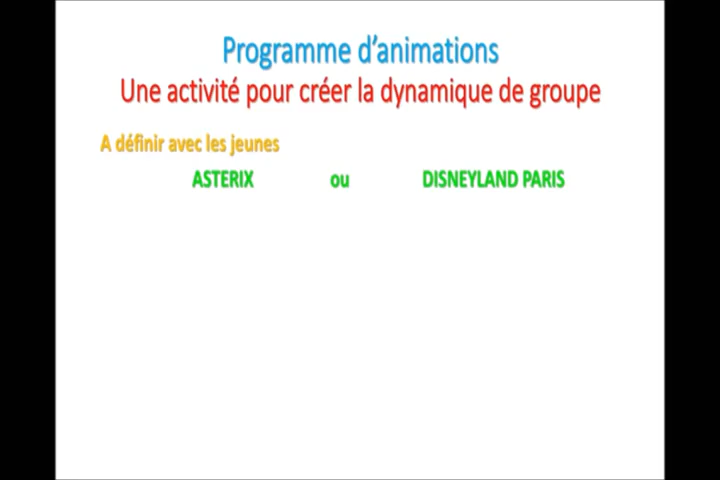 Programme d’animations
Une activité pour créer la dynamique de groupe
A définir avec les jeunes
ASTERIX ou DISNEYLAND PARIS